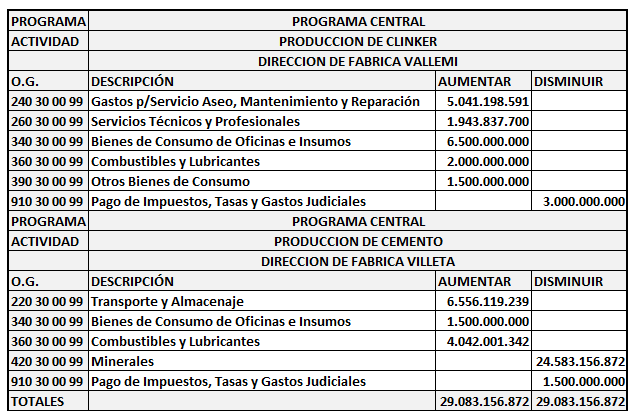 PROGRAMA PROGRAMA CENTRAL
ACTIVIDAD PRODUCCION DE CLINKER
DIRECCION DE FABRICA VALLEMI
O.G. DESCRIPCIÓN AUMENTAR DISMINUIR
240 30 00 99 Gastos p/Servicio Aseo, Mantenimiento y Reparación 5.041.198.591
260 30 00 99 Servicios Técnicos y Profesionales 1.943.837.700
340 30 00 99 Bienes de Consumo de Oficinas e Insumos 6.500.000.000
360 30 00 99 Combustibles y Lubricantes 2.000.000.000
390 30 00 99 Otros Bienes de Consumo 1.500.000.000
910 30 00 99 Pago de Impuestos, Tasas y Gastos Judiciales 3.000.000.000
PROGRAMA PROGRAMA CENTRAL
ACTIVIDAD PRODUCCION DE CEMENTO
DIRECCION DE FABRICA VILLETA
O.G. DESCRIPCIÓN AUMENTAR DISMINUIR
220 30 00 99 Transporte y Almacenaje 6.556.119.239
340 30 00 99 Bienes de Consumo de Oficinas e Insumos 1.500.000.000
360 30 00 99 Combustibles y Lubricantes 4.042.001.342
420 30 00 99 Minerales 24.583.156.872
910 30 00 99 Pago de Impuestos, Tasas y Gastos Judiciales 1.500.000.000
TOTALES 29.083.156.872 29.083.156.872